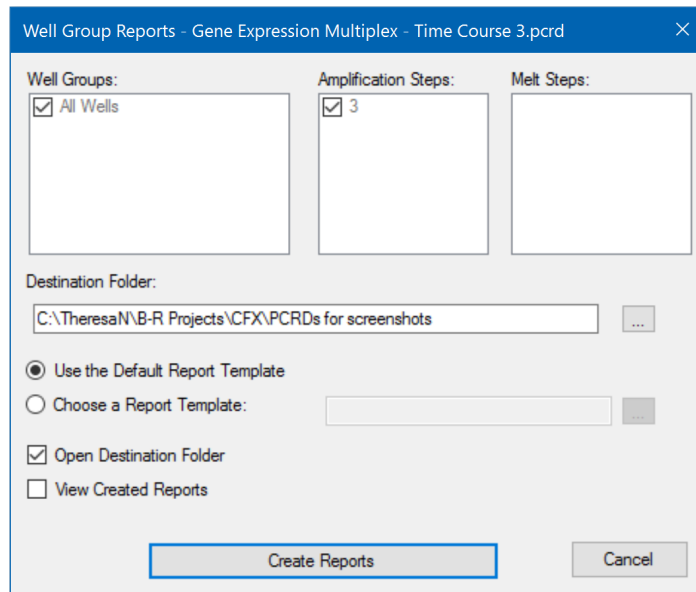 Well Group Reports - Gene Expression Multiplex - Time Course 3.pcrd
Well Groups:
Amplification Steps:
Melt Steps:
All Wells
3
Destination Folder:
C:\TheresaN\B-R Projects\CFX\PCRDs for screenshots
...
Use the Default Report Template
Choose a Report Template:
...
Open Destination Folder
View Created Reports
Create Reports
Cancel